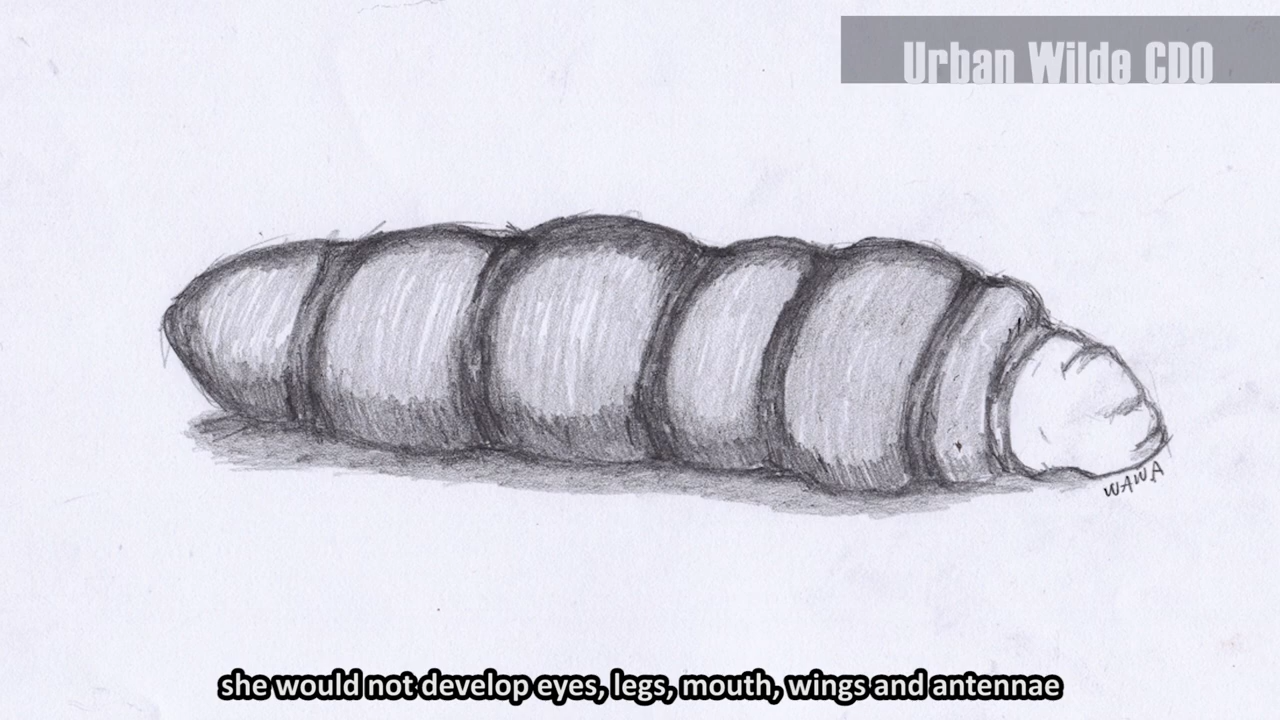 Urban Wilde CDO
WAWA
she would not develop eyes, legs, mouth, wings and antennae